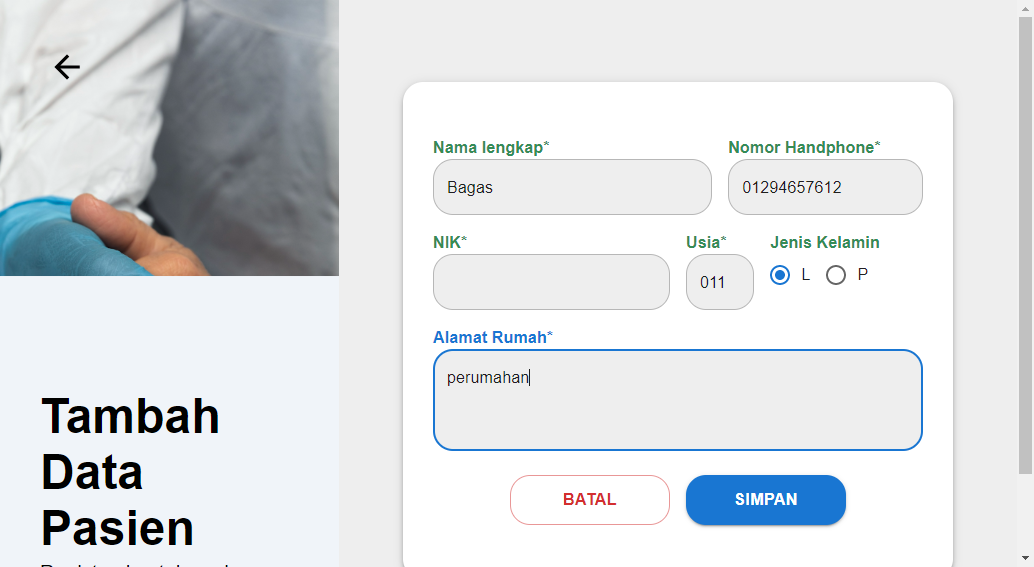 Tambah
Data
Pasien
Nama lengkap*
Bagas
Nomor Handphone*
01294657612
NIK*
Usia*
011
Jenis Kelamin
L
P
Alamat Rumah*
perumahan
BATAL
SIMPAN